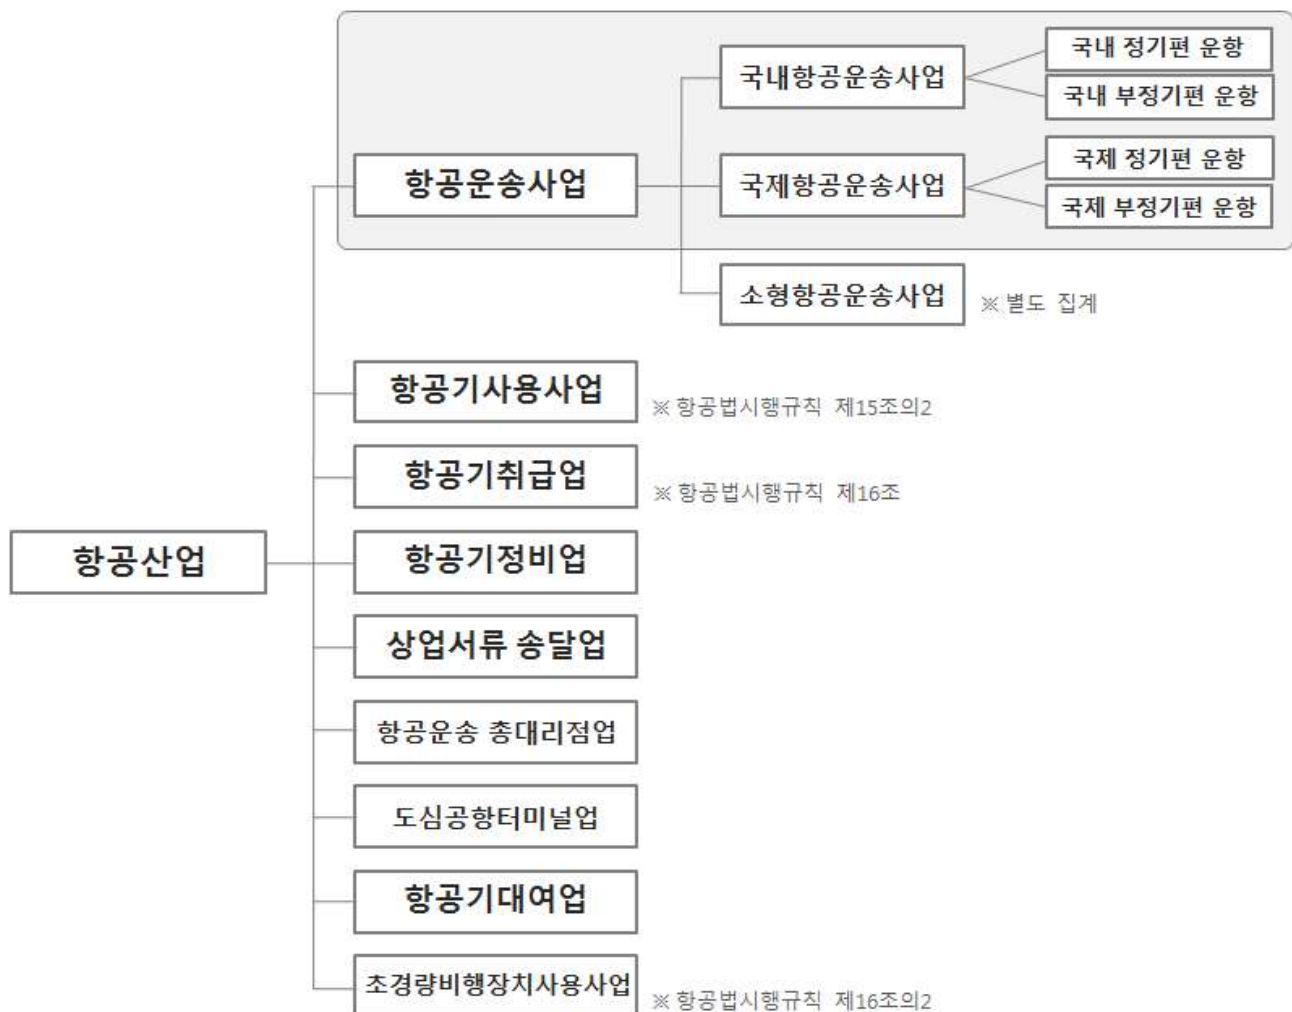 국내 정기편 운항
국내항공운송사업
국내 부정기편 운항
국제 정기편 운항
항공운송사업
국제항공운송사업
국제 부정기편 운항
소형항공운송사업
※ 별도 집계
항공기사용사업
※ 항공법시행규칙 제15조의2
항공기취급업
※ 항공법시행규칙 제16조
항공산업
항공기정비업
상업서류 송달업
항공운송 총대리점업
도심공항터미널업
항공기대여업
초경량비행장치사용사업
※ 항공법시행규칙 제16조의2